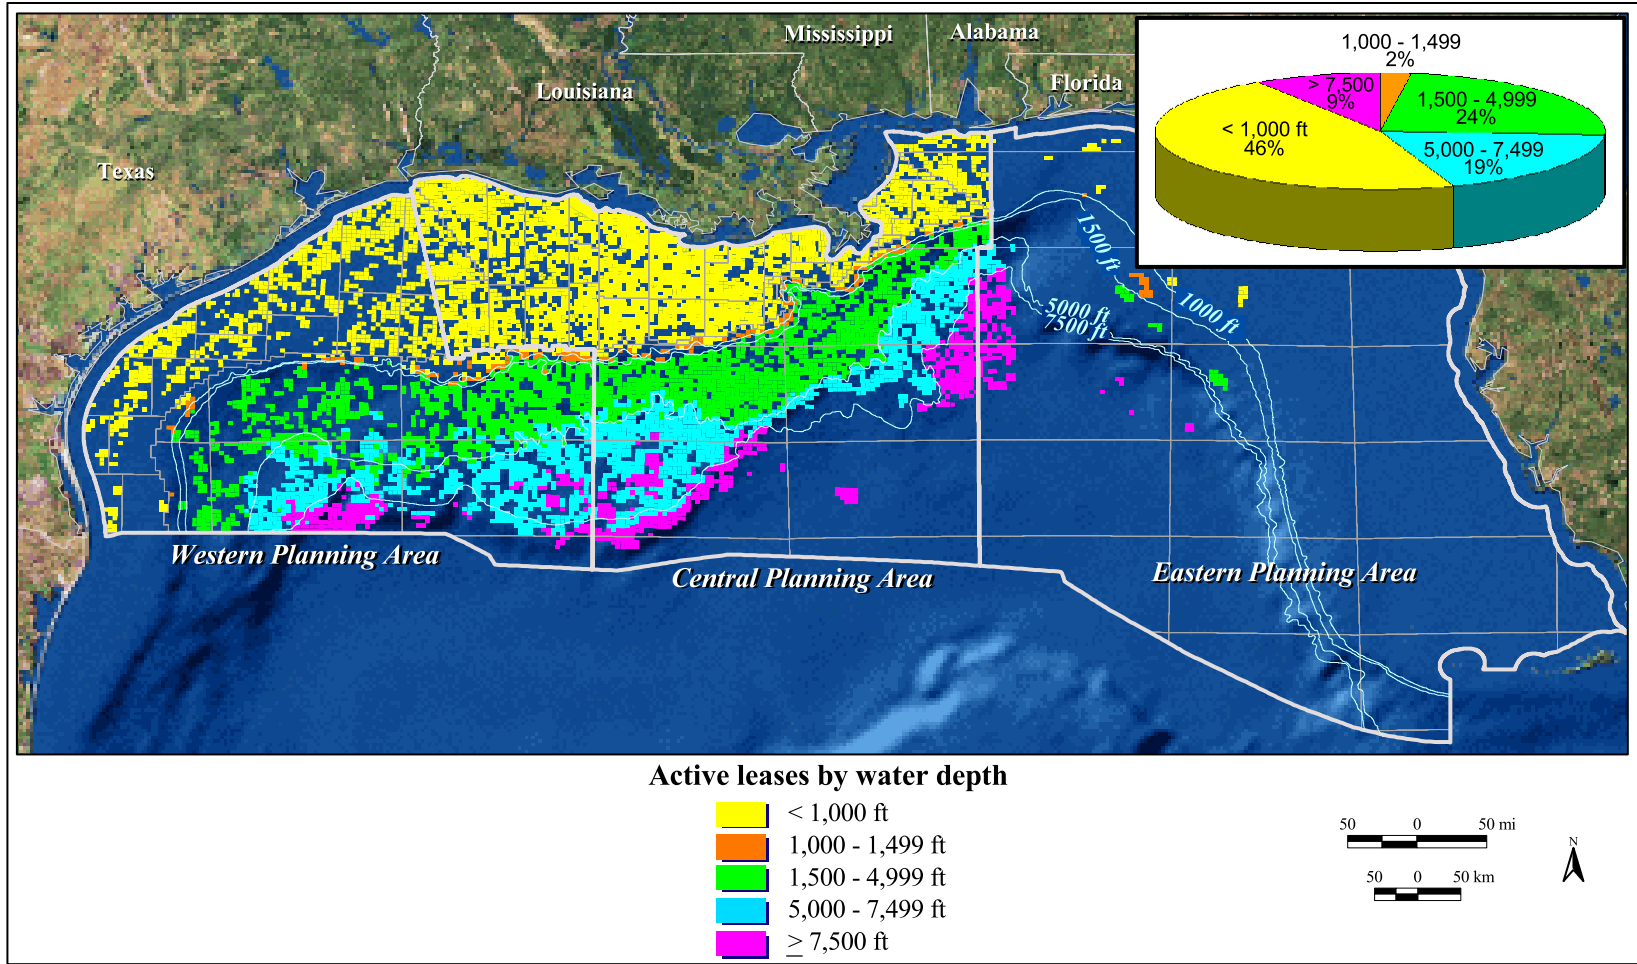 Mississippi
Alabama
Louisiana
Florida
Texas
1,000 - 1,499
2%
> 7,500
9%
1,500 - 4,999
24%
< 1,000 ft
46%
5,000 - 7,499
19%
1500 ft
1000 ft
5000 ft
7500 ft
Western Planning Area
Central Planning Area
Eastern Planning Area
Active leases by water depth
< 1,000 ft
1,000 - 1,499 ft
1,500 - 4,999 ft
5,000 - 7,499 ft
≥ 7,500 ft
50 0 50 mi
50 0 50 km
N